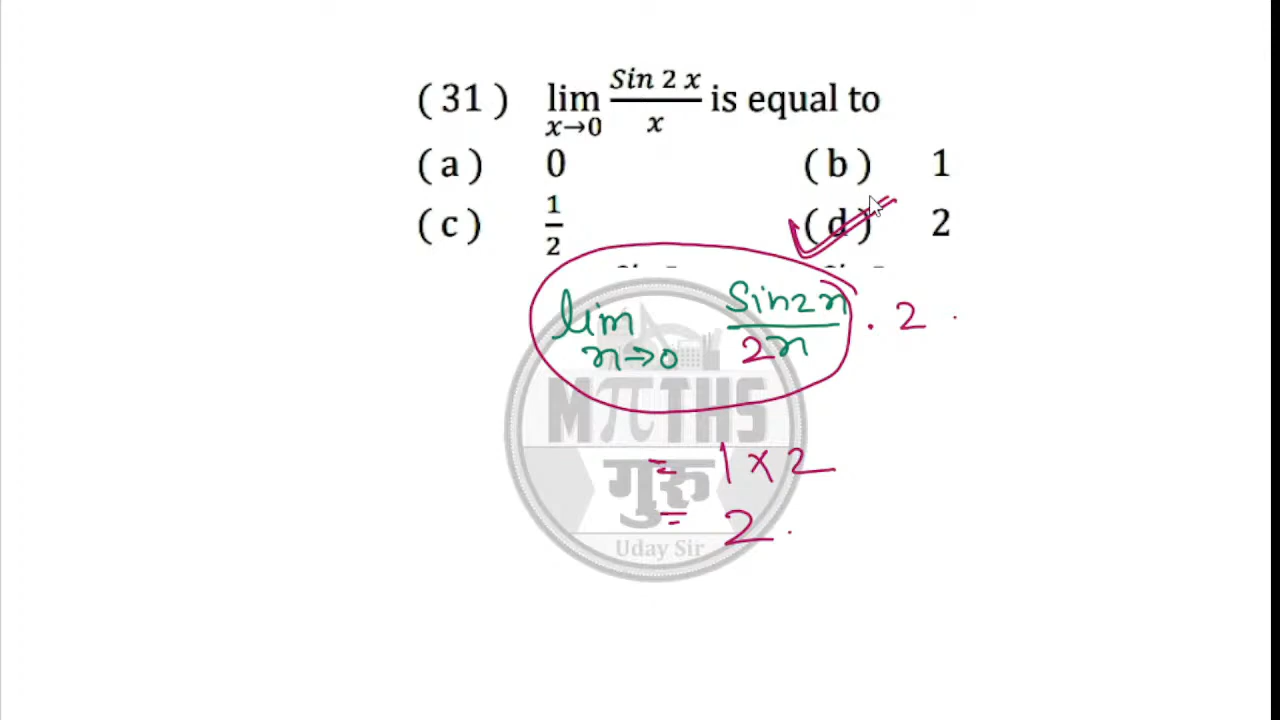 ( 31 ) lim x→0 Sin 2 x / x is equal to
( a ) 0 ( b ) 1
( c ) 1/2 ( d ) 2
lim x→0 Sin2x / 2x . 2 .
MπTHS
= 1 × 2
गुरु
= 2 .
Uday Sir